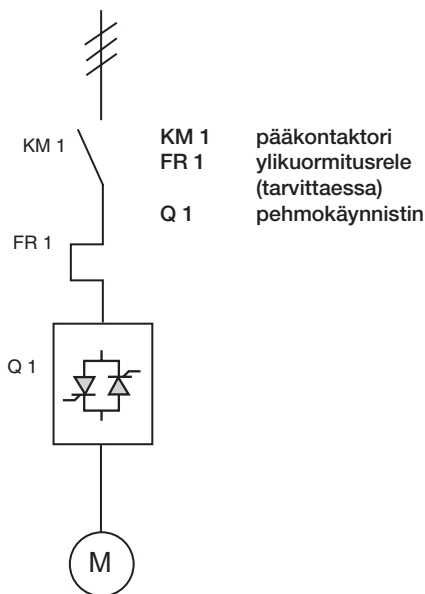 KM 1
KM 1 pääkontaktori
FR 1 ylikuormitusrele
(tarvittaessa)
Q 1 pehmokäynnistin
FR 1
Q 1
M